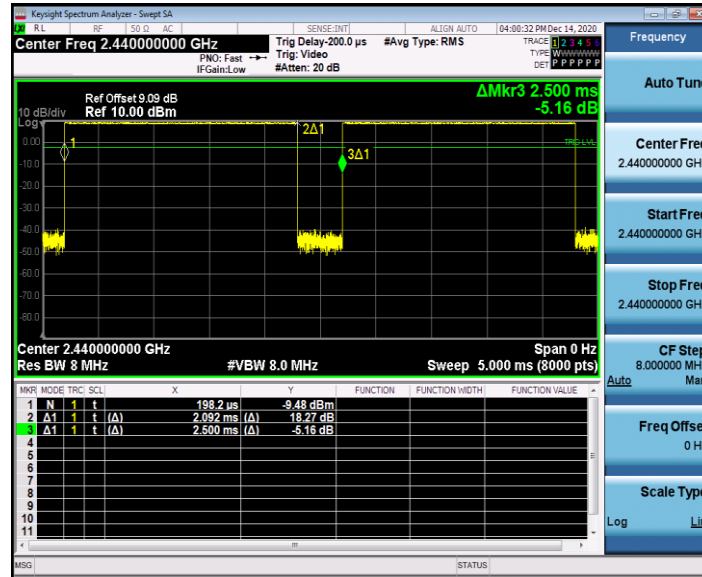 Keysight Spectrum Analyzer - Swept SA
RL RF 50 Ω AC SENSE:INT ALIGN AUTO 04:00:32 PM Dec 14, 2020
Center Freq 2.440000000 GHz
PNO: Fast
IFGain:Low
Trig Delay-200.0 µs
Trig: Video
#Atten: 20 dB
#Avg Type: RMS
TRACE 1 2 3 4 5 6
TYPE WWWWWW
DET P P P P P P
ΔMkr3 2.500 ms
-5.16 dB
Ref Offset 9.09 dB
10 dB/div Ref 10.00 dBm
Log
0.00
-10.0
-20.0
-30.0
-40.0
-50.0
-60.0
-70.0
-80.0
1
2Δ1
3Δ1
TRIG LVL
Center 2.440000000 GHz Span 0 Hz
Res BW 8 MHz #VBW 8.0 MHz Sweep 5.000 ms (8000 pts)
MKR MODE TRC SCL X Y FUNCTION FUNCTION WIDTH FUNCTION VALUE
1 N 1 t 198.2 µs -9.48 dBm
2 Δ1 1 t (Δ) 2.092 ms (Δ) 18.27 dB
3 Δ1 1 t (Δ) 2.500 ms (Δ) -5.16 dB
4
5
6
7
8
9
10
11
MSG STATUS
Frequency
Auto Tun
Center Fre
2.440000000 GH
Start Fre
2.440000000 GH
Stop Fre
2.440000000 GH
CF Step
8.000000 MH
Auto Ma
Freq Offse
0 H
Scale Type
Log Li